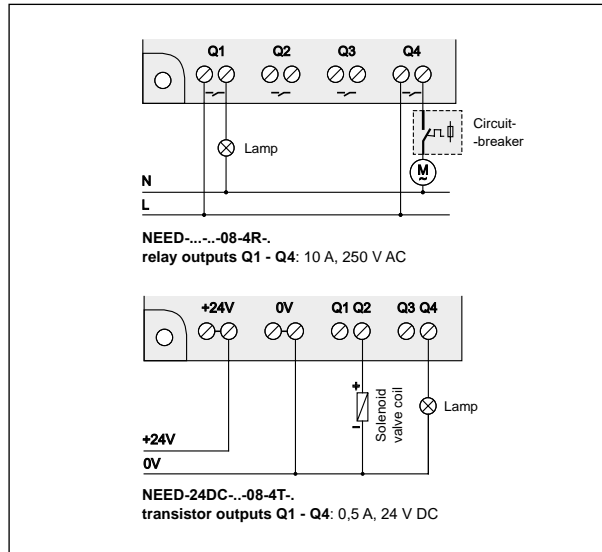 Q1 Q2 Q3 Q4
Circuit-
-breaker
Lamp
M
~
N
L
NEED-...-..-08-4R-.
relay outputs Q1 - Q4: 10 A, 250 V AC
+24V 0V Q1 Q2 Q3 Q4
+
Solenoid
valve coil
–
Lamp
+24V
0V
NEED-24DC-..-08-4T-.
transistor outputs Q1 - Q4: 0,5 A, 24 V DC